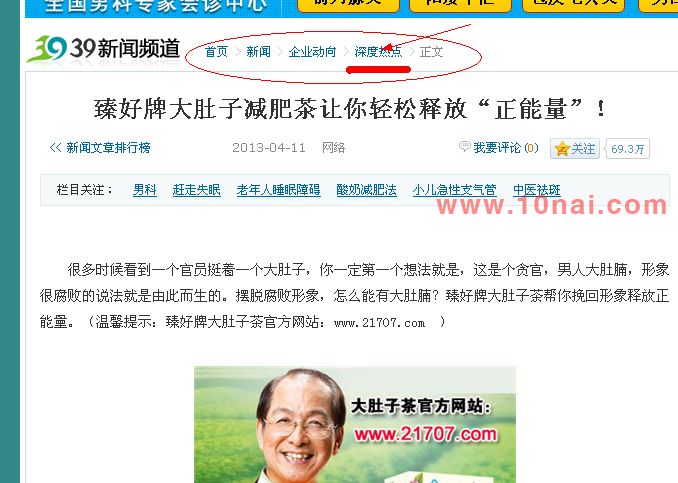 全国男科专家会诊中心
39新闻频道
首页 > 新闻 > 企业动向 > 深度热点 > 正文
臻好牌大肚子减肥茶让你轻松释放“正能量”！
<< 新闻文章排行榜 2013-04-11 网络 我要评论(0) 关注 69.3万
栏目关注： 男科 赶走失眠 老年人睡眠障碍 酸奶减肥法 小儿急性支气管 中医祛斑
www.10nai.com
很多时候看到一个官员挺着一个大肚子，你一定第一个想法就是，这是个贪官，男人大肚腩，形象
很腐败的说法就是由此而生的。摆脱腐败形象，怎么能有大肚腩？臻好牌大肚子茶帮你挽回形象释放正
能量。（温馨提示：臻好牌大肚子茶官方网站：www.21707.com ）
大肚子茶官方网站：
www.21707.com